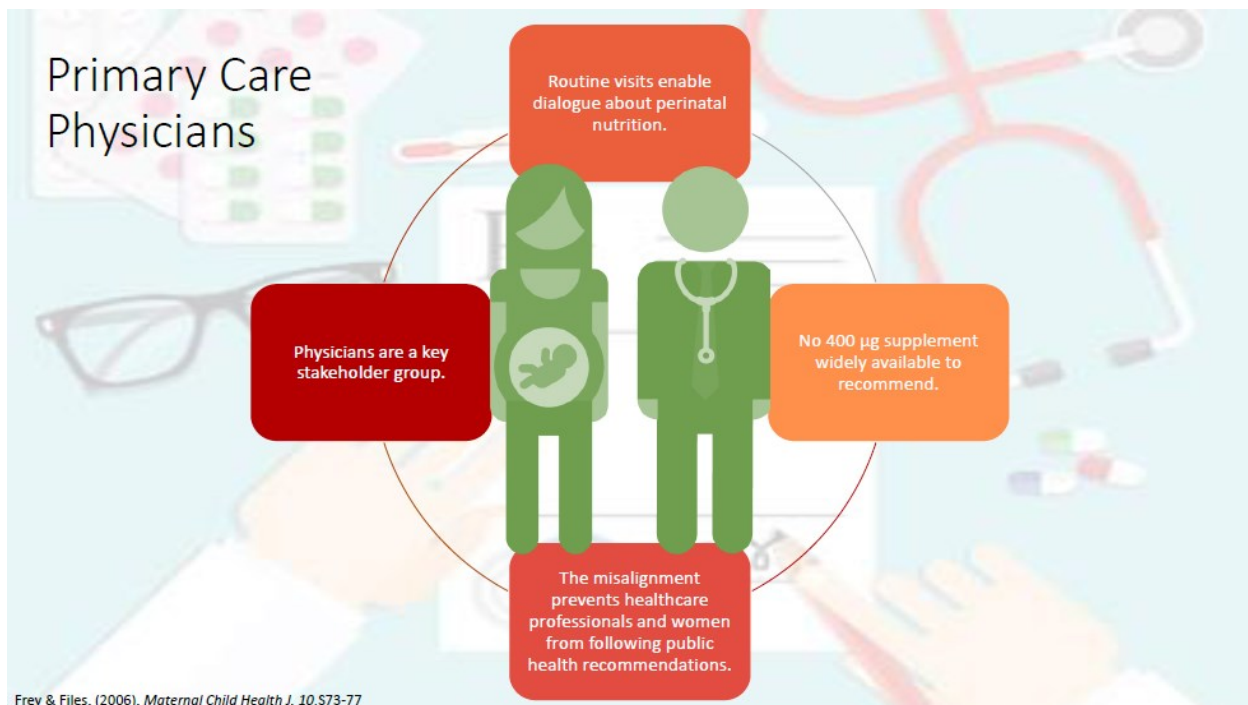 Primary Care
Physicians
Routine visits enable
dialogue about perinatal
nutrition.
Physicians are a key
stakeholder group.
No 400 µg supplement
widely available to
recommend.
The misalignment
prevents healthcare
professionals and women
from following public
health recommendations.
Frey & Files. (2006). Maternal Child Health J, 10,S73-77